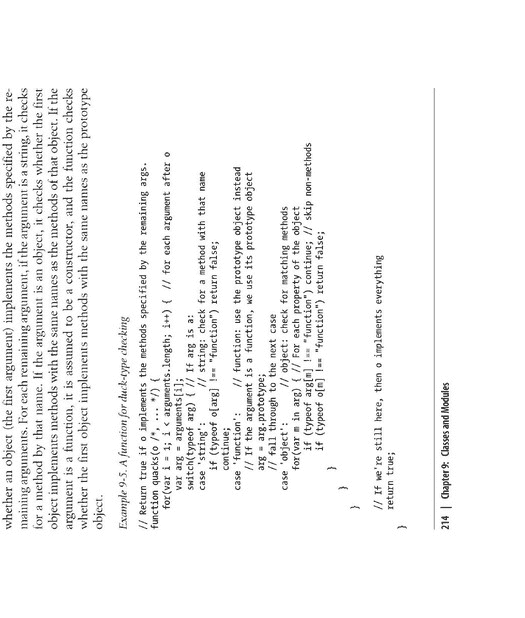 whether an object (the first argument) implements the methods specified by the re-
maining arguments. For each remaining argument, if the argument is a string, it checks
for a method by that name. If the argument is an object, it checks whether the first
object implements methods with the same names as the methods of that object. If the
argument is a function, it is assumed to be a constructor, and the function checks
whether the first object implements methods with the same names as the prototype
object.
Example 9-5. A function for duck-type checking
// Return true if o implements the methods specified by the remaining args.
function quacks(o /*, ... */) {
for(var i = 1; i < arguments.length; i++) { // for each argument after o
var arg = arguments[i];
switch(typeof arg) { // If arg is a:
case 'string': // string: check for a method with that name
if (typeof o[arg] !== "function") return false;
continue;
case 'function': // function: use the prototype object instead
// If the argument is a function, we use its prototype object
arg = arg.prototype;
// fall through to the next case
case 'object': // object: check for matching methods
for(var m in arg) { // For each property of the object
if (typeof arg[m] !== "function") continue; // skip non-methods
if (typeof o[m] !== "function") return false;
}
}
}
// If we're still here, then o implements everything
return true;
}
214 | Chapter 9: Classes and Modules